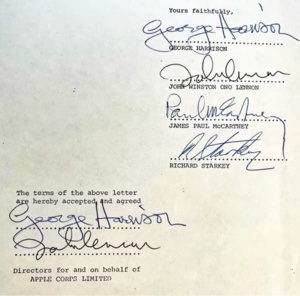 Yours faithfully,
George Harrison
GEORGE HARRISON
John Lennon
JOHN WINSTON ONO LENNON
Paul McCartney
JAMES PAUL McCARTNEY
R Starkey
RICHARD STARKEY
The terms of the above letter
are hereby accepted and agreed
George Harrison
John Lennon
Directors for and on behalf of
APPLE CORPS LIMITED